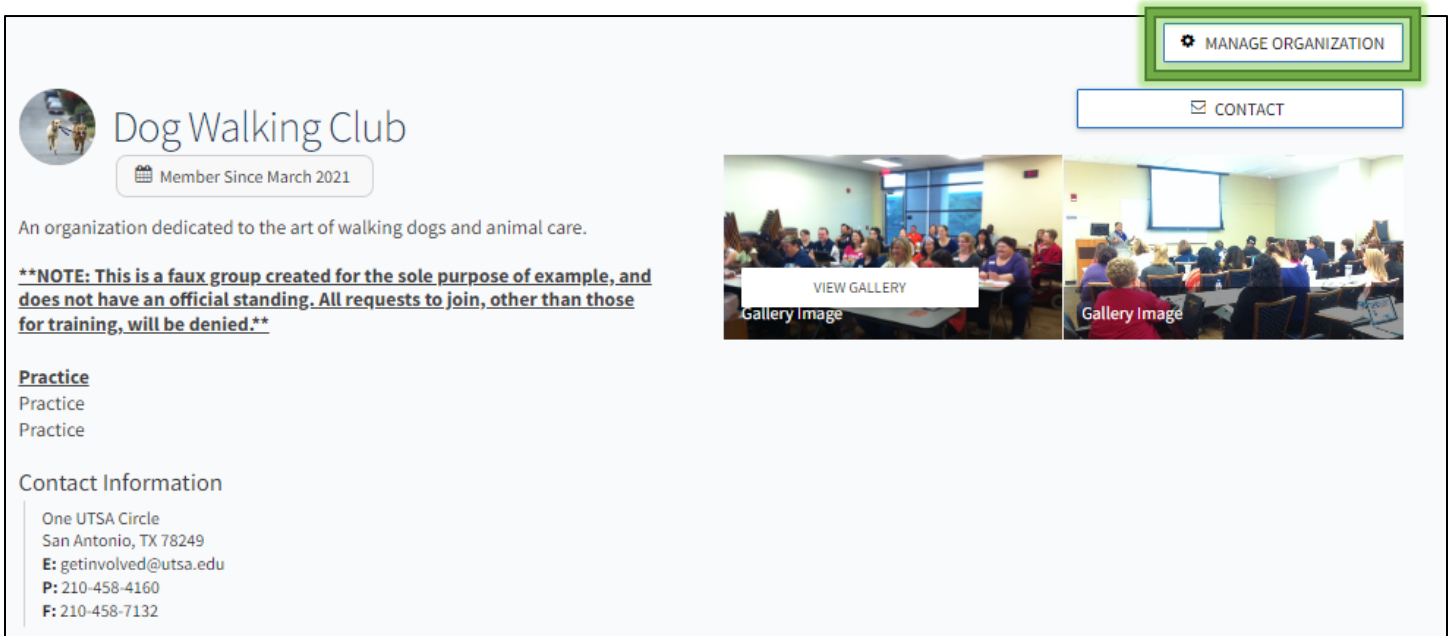 MANAGE ORGANIZATION
CONTACT
Dog Walking Club
Member Since March 2021
An organization dedicated to the art of walking dogs and animal care.
**NOTE: This is a faux group created for the sole purpose of example, and
does not have an official standing. All requests to join, other than those
for training, will be denied.**
Practice
Practice
Practice
VIEW GALLERY
Gallery Image
Gallery Image
Contact Information
One UTSA Circle
San Antonio, TX 78249
E: getinvolved@utsa.edu
P: 210-458-4160
F: 210-458-7132